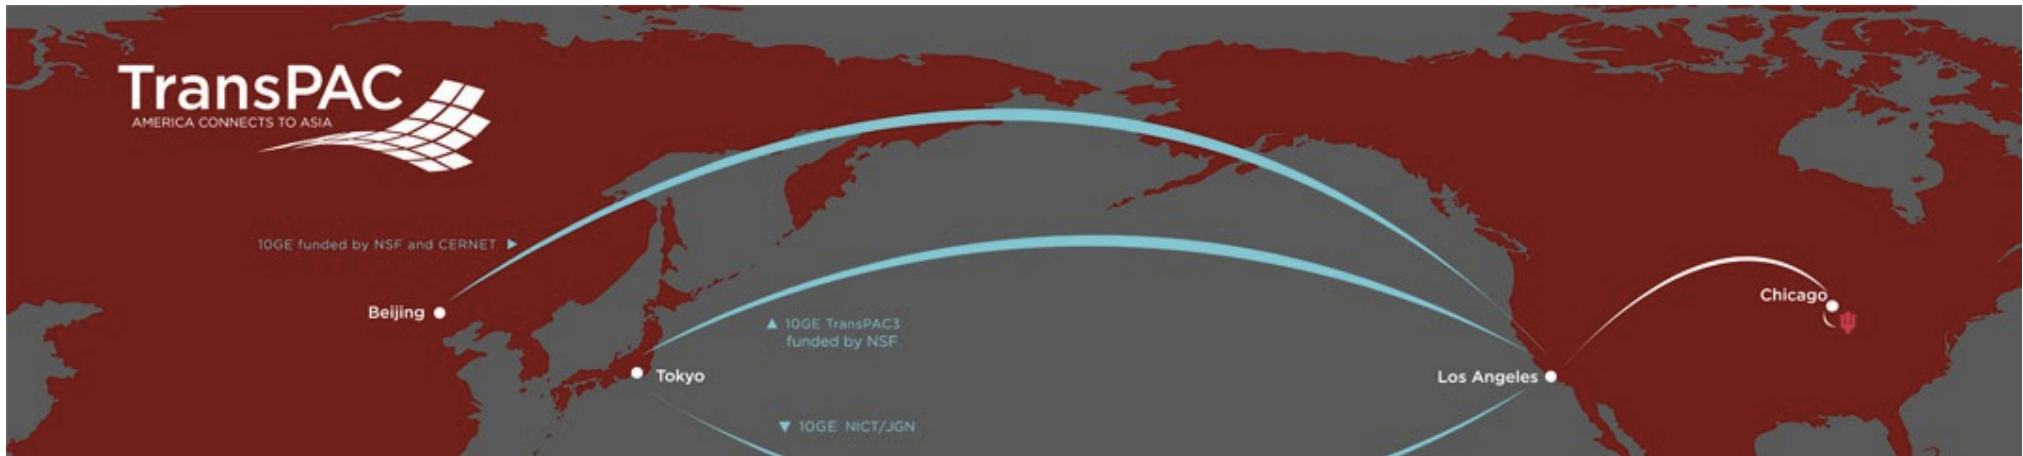 TransPAC
AMERICA CONNECTS TO ASIA
10GE funded by NSF and CERNET ▶
Beijing
▲ 10GE TransPAC3
funded by NSF
Tokyo
▼ 10GE NICT/JGN
Los Angeles
Chicago